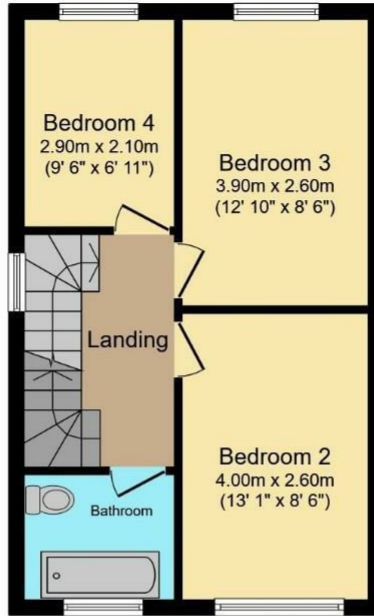 Bedroom 4
2.90m x 2.10m
(9' 6" x 6' 11")
Bedroom 3
3.90m x 2.60m
(12' 10" x 8' 6")
Landing
Bedroom 2
4.00m x 2.60m
(13' 1" x 8' 6")
Bathroom